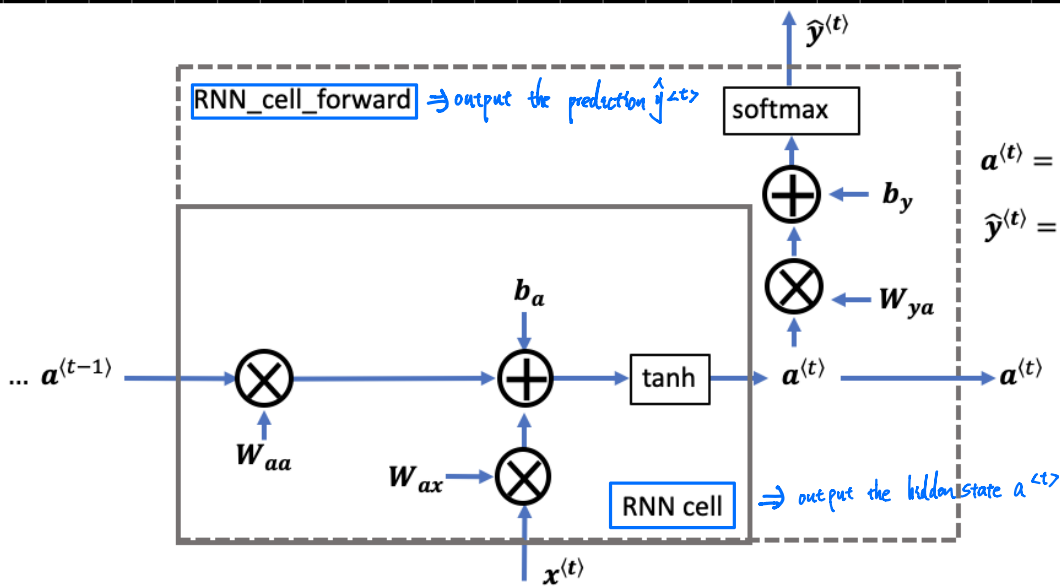 ŷ⟨t⟩
RNN_cell_forward ⇒ output the prediction ŷ<t>
softmax
a⟨t⟩ =
b_y
ŷ⟨t⟩ =
b_a
W_ya
... a⟨t−1⟩
tanh
a⟨t⟩
a⟨t⟩
W_aa
W_ax
RNN cell ⇒ output the hidden state a<t>
x⟨t⟩